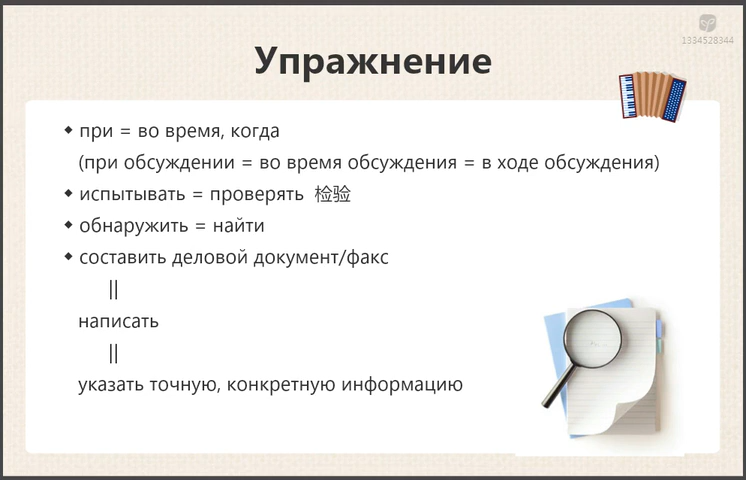 1334528344
Упражнение
◆ при = во время, когда
(при обсуждении = во время обсуждения = в ходе обсуждения)
◆ испытывать = проверять 检验
◆ обнаружить = найти
◆ составить деловой документ/факс
||
написать
||
указать точную, конкретную информацию